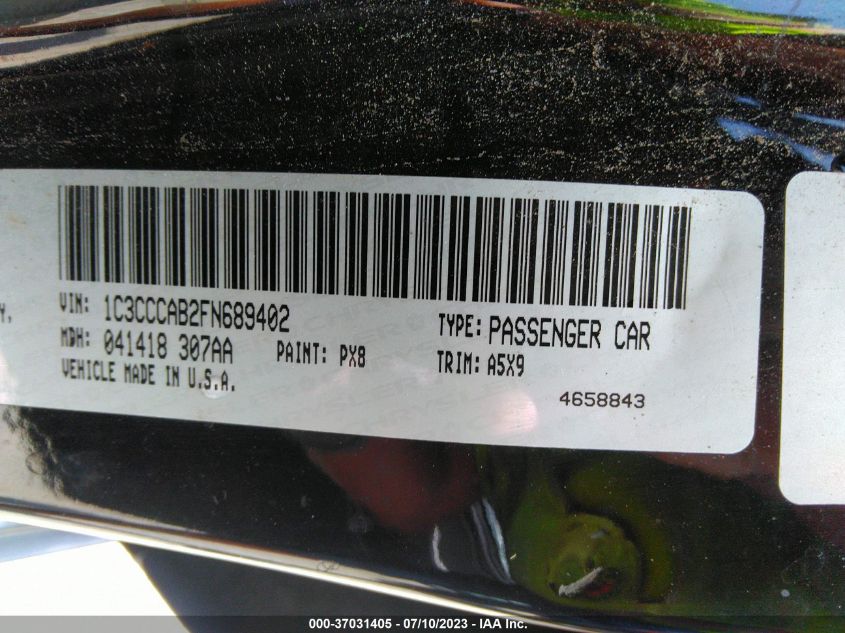 VIN: 1C3CCCAB2FN689402
TYPE: PASSENGER CAR
Y.
MDH: 041418 307AA
PAINT: PX8
TRIM: A5X9
VEHICLE MADE IN U.S.A.
4658843
000-37031405 - 07/10/2023 - IAA Inc.